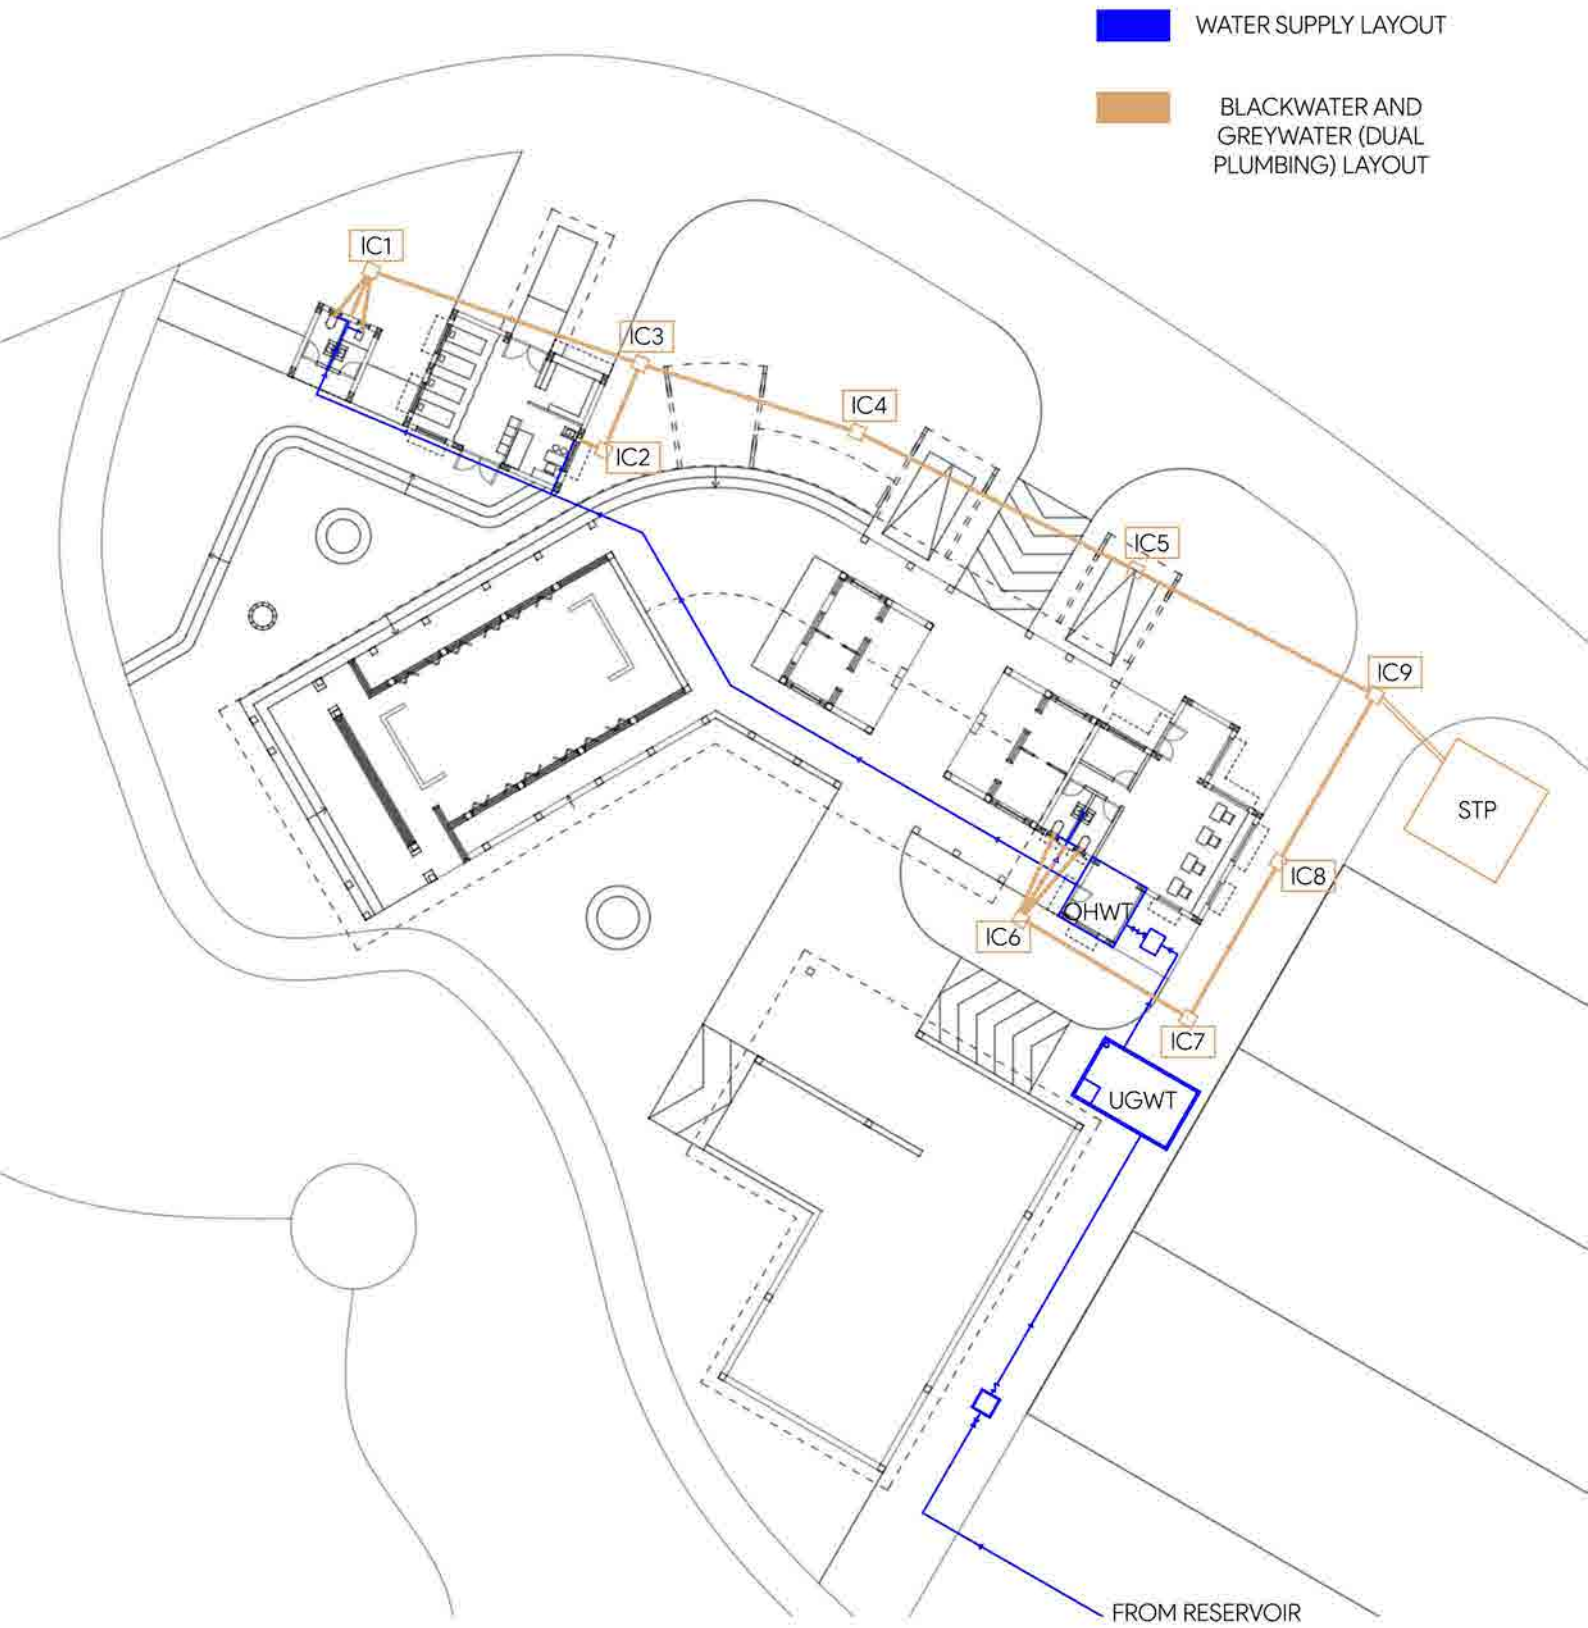 WATER SUPPLY LAYOUT
BLACKWATER AND
GREYWATER (DUAL
PLUMBING) LAYOUT
IC1
IC3
IC4
IC2
IC5
IC9
STP
IC8
OHWT
IC6
IC7
UGWT
FROM RESERVOIR